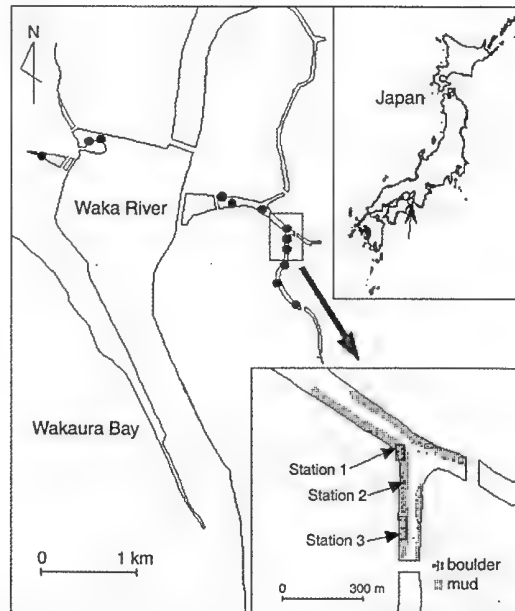 N
Japan
Waka River
Wakaura Bay
0 1 km
Station 1
Station 2
Station 3
boulder
mud
0 300 m